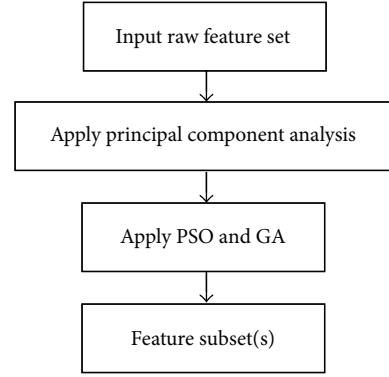 Input raw feature set
Apply principal component analysis
Apply PSO and GA
Feature subset(s)